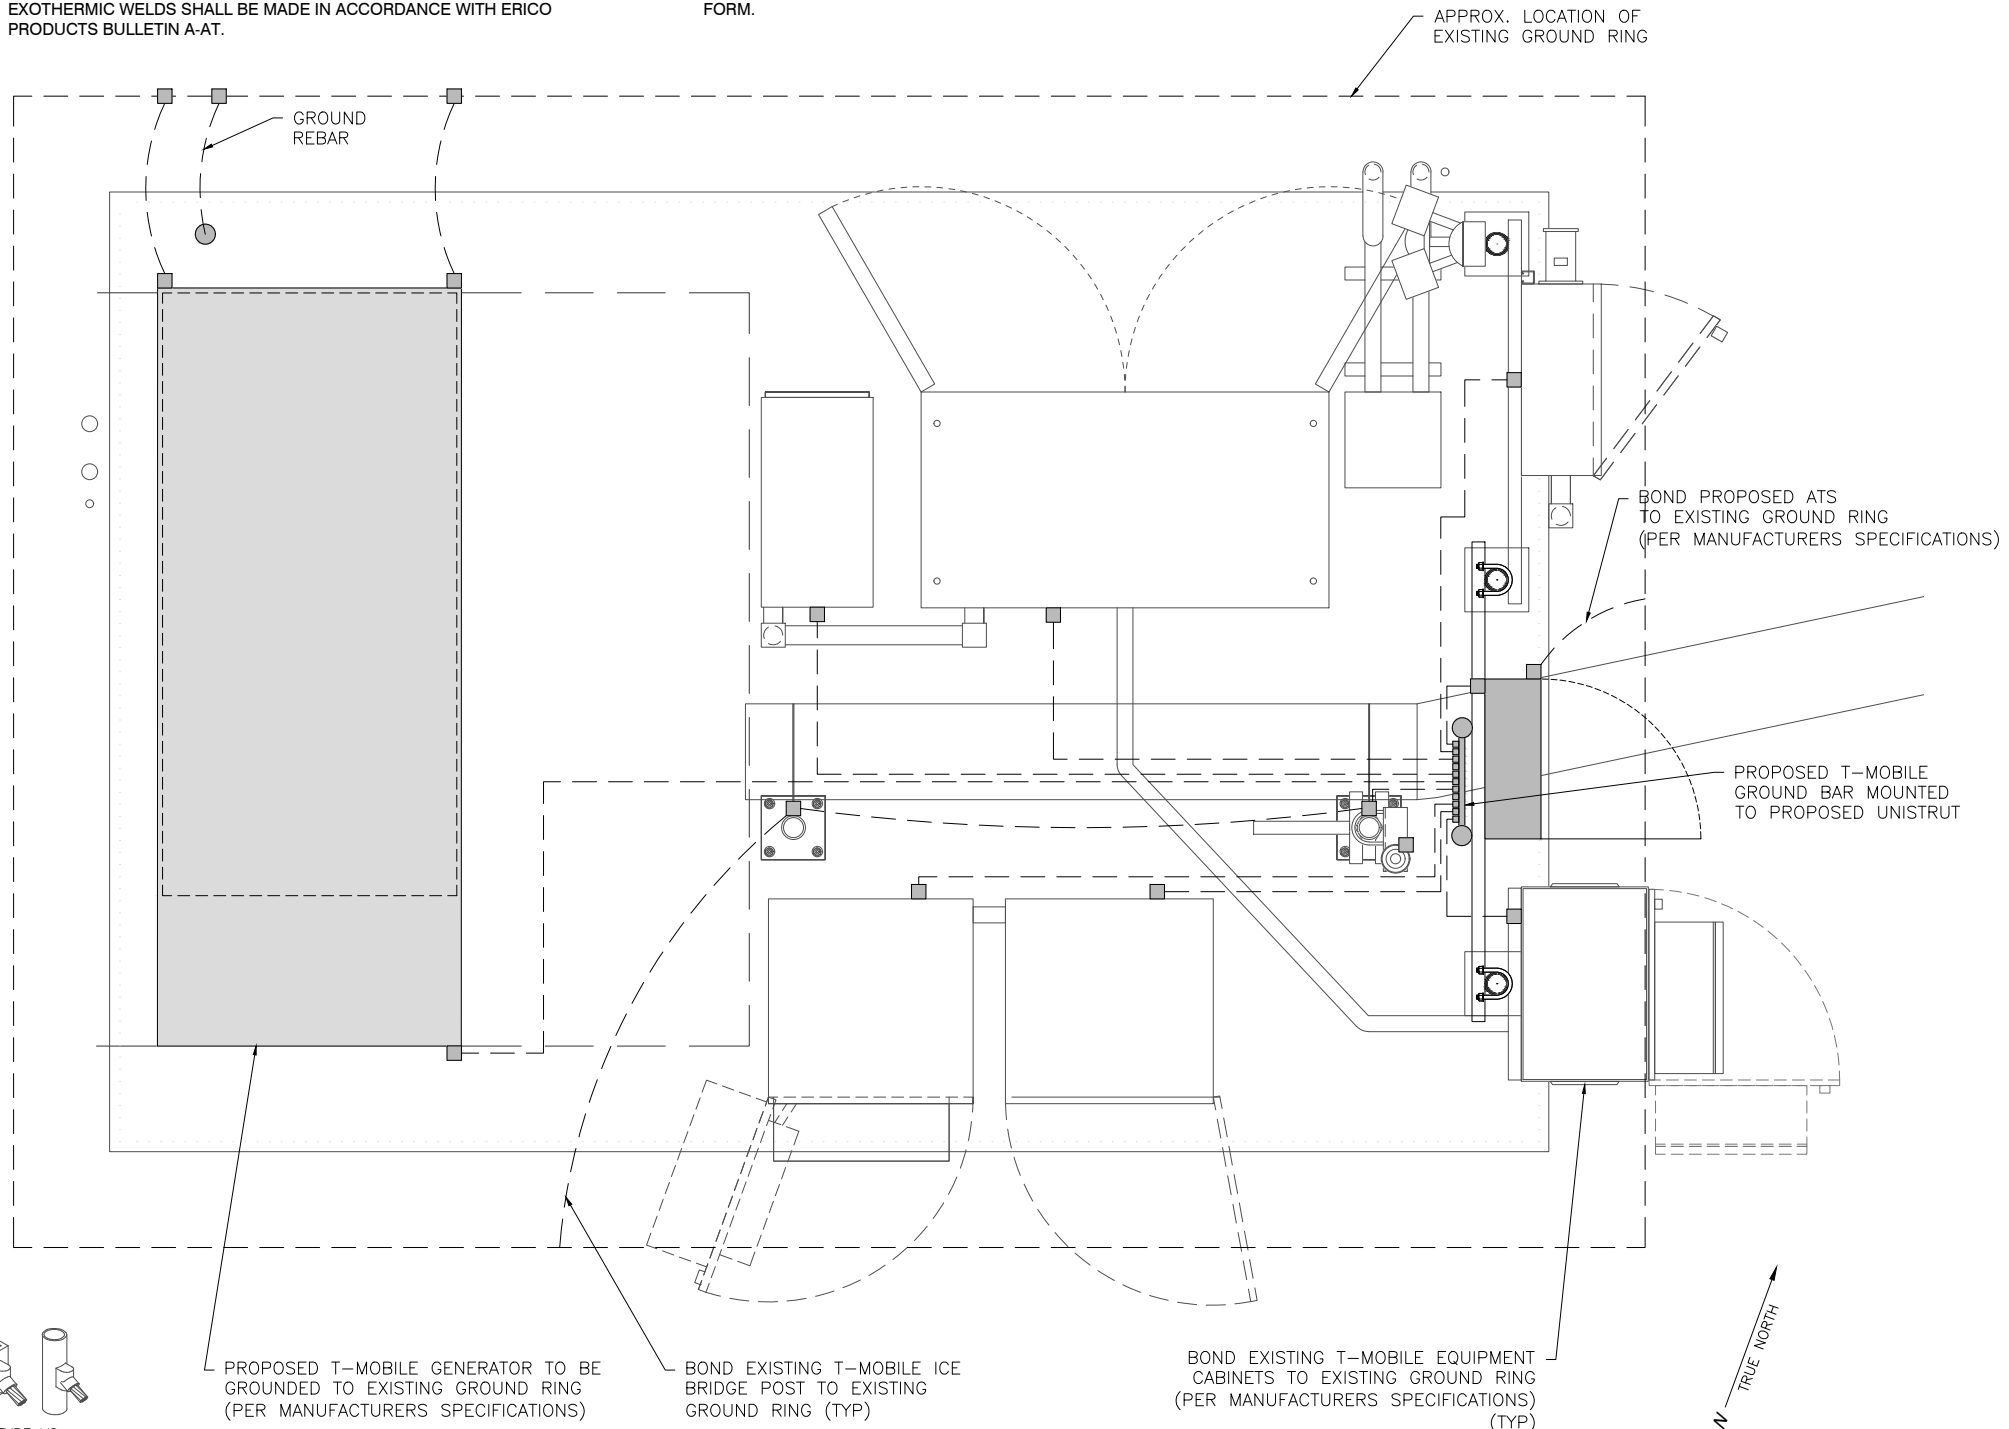 EXOTHERMIC WELDS SHALL BE MADE IN ACCORDANCE WITH ERICO
PRODUCTS BULLETIN A-AT.
FORM.
APPROX. LOCATION OF
EXISTING GROUND RING
GROUND
REBAR
BOND PROPOSED ATS
TO EXISTING GROUND RING
(PER MANUFACTURERS SPECIFICATIONS)
PROPOSED T-MOBILE
GROUND BAR MOUNTED
TO PROPOSED UNISTRUT
PROPOSED T-MOBILE GENERATOR TO BE
GROUNDED TO EXISTING GROUND RING
(PER MANUFACTURERS SPECIFICATIONS)
BOND EXISTING T-MOBILE ICE
BRIDGE POST TO EXISTING
GROUND RING (TYP)
BOND EXISTING T-MOBILE EQUIPMENT
CABINETS TO EXISTING GROUND RING
(PER MANUFACTURERS SPECIFICATIONS)
(TYP)
TRUE NORTH
N